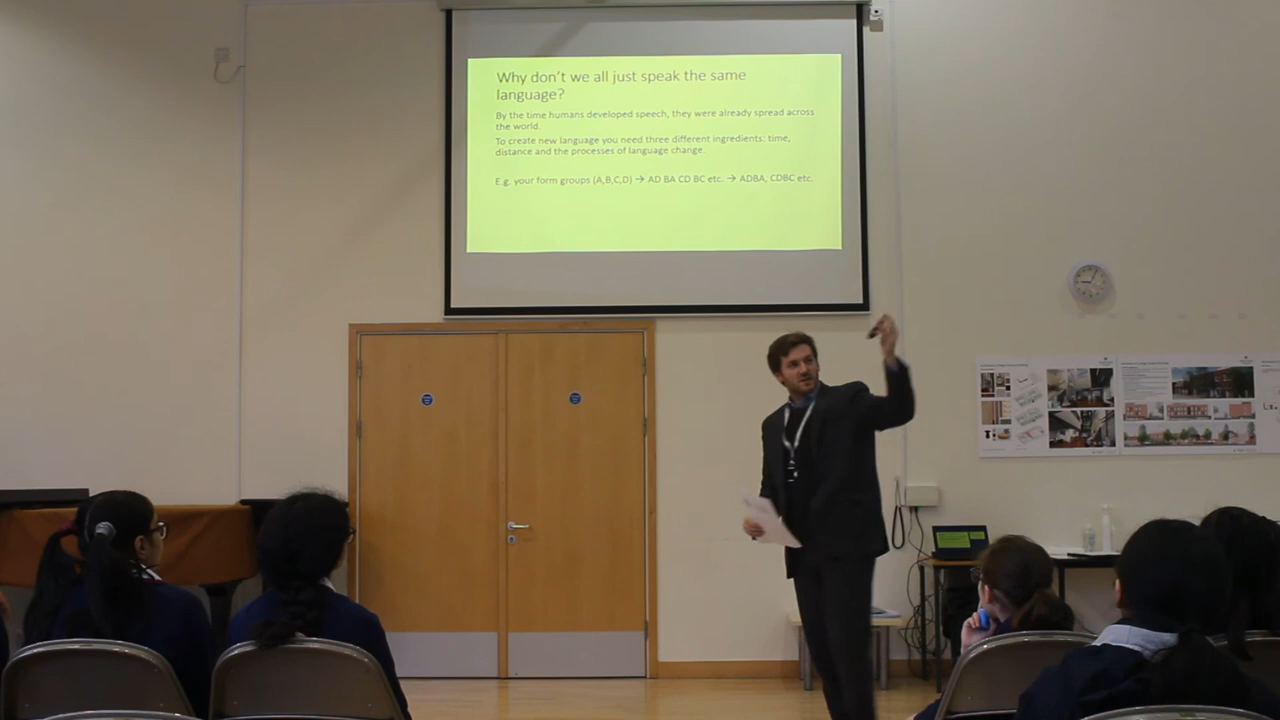 Why don't we all just speak the same
language?
By the time humans developed speech, they were already spread across
the world.
To create new language you need three different ingredients: time,
distance and the processes of language change.
E.g. your form groups (A,B,C,D) → AD BA CD BC etc. → ADBA, CDBC etc.